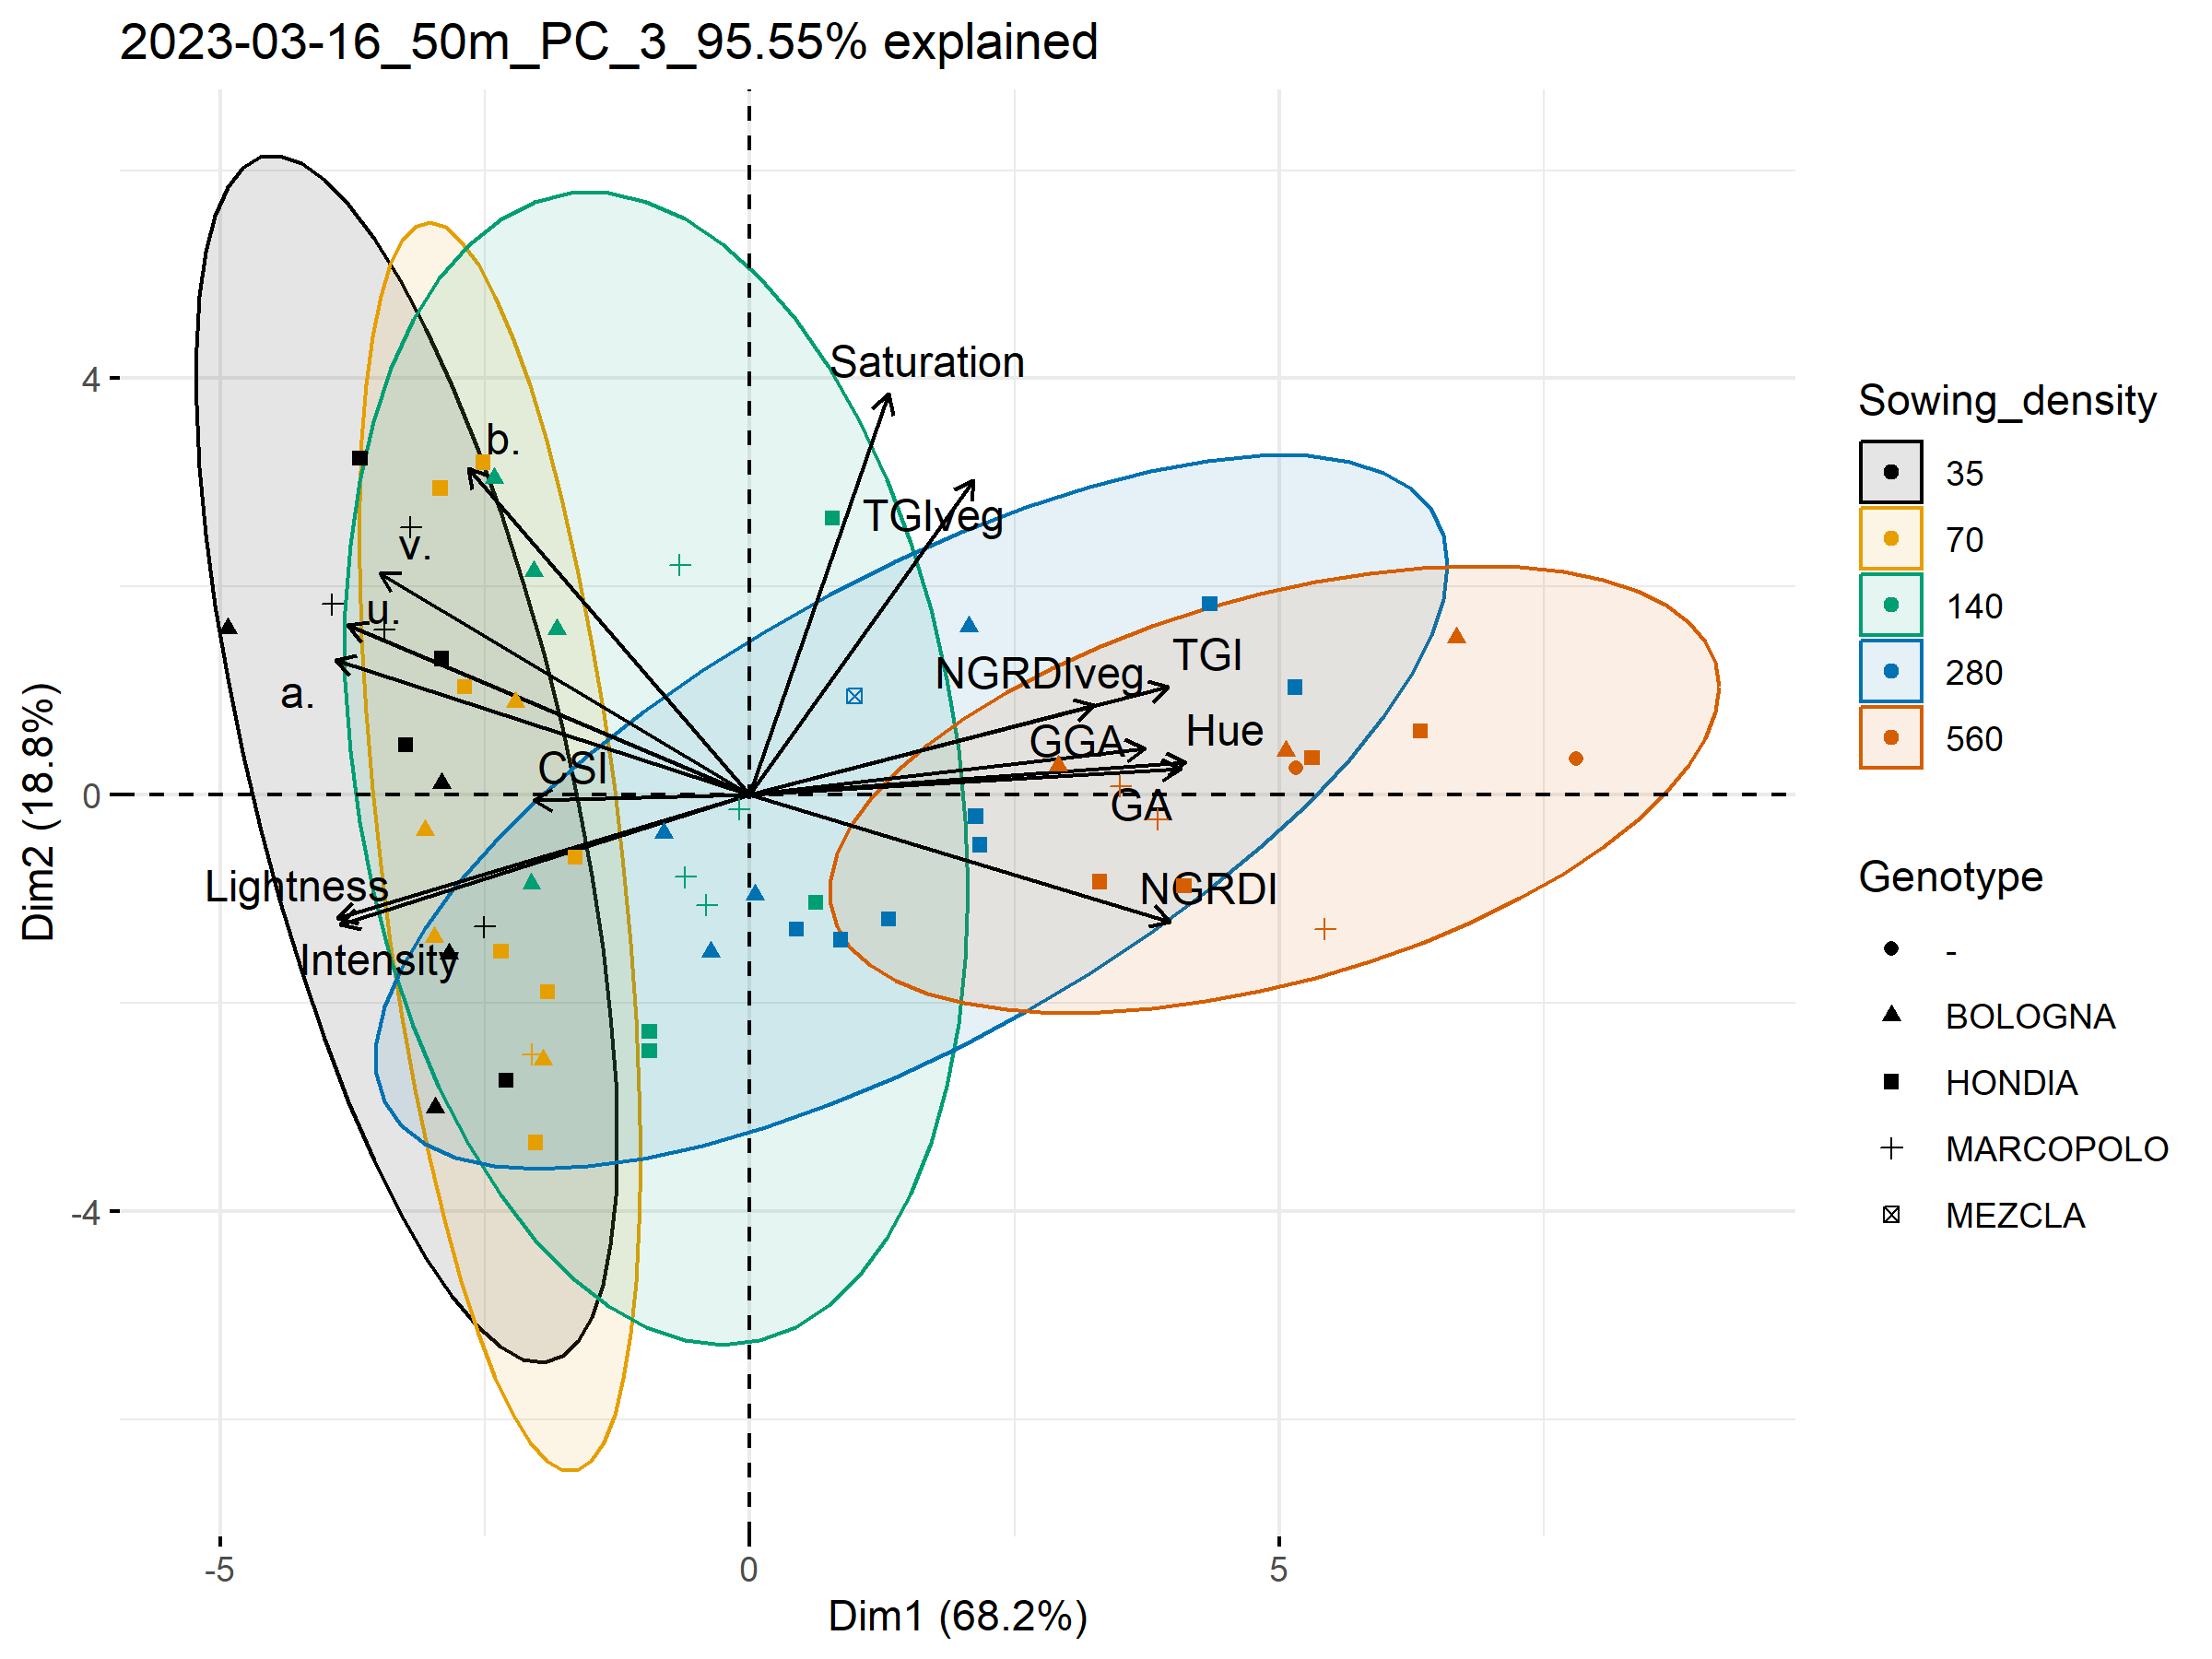 2023-03-16_50m_PC_3_95.55% explained
Saturation
b.
TGIveg
v.
u.
TGI
NGRDIveg
a.
Hue
GGA
CSI
GA
Lightness
NGRDI
Intensity
4
0
-4
-5
0
5
Dim1 (68.2%)
Dim2 (18.8%)
Sowing_density
35
70
140
280
560
Genotype
-
BOLOGNA
HONDIA
MARCOPOLO
MEZCLA